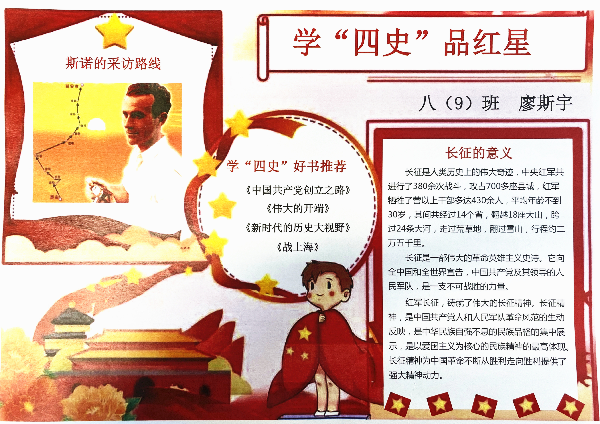 学“四史”品红星
八（9）班 廖斯宇
斯诺的采访路线
学“四史”好书推荐
《中国共产党创立之路》
《伟大的开端》
《新时代的历史大视野》
《战上海》
长征的意义
长征是人类历史上的伟大奇迹，中央红军共
进行了380余次战斗，攻占700多座县城，红军
牺牲了营以上干部多达430余人，平均年龄不到
30岁，共间经过14个省，翻越18座大山，跨
过24条大河，走过荒草地，翻过雪山，行程约二
万五千里。
长征是一部伟大的革命英雄主义史诗。它向
全中国和全世界宣告，中国共产党及其领导的人
民军队，是一支不可战胜的力量。
红军长征，铸就了伟大的长征精神。长征精
神，是中国共产党人和人民军队革命风范的生动
反映，是中华民族自强不息的民族品格的集中展
示，是以爱国主义为核心的民族精神的最高体现。
长征精神为中国革命不断从胜利走向胜利提供了
强大精神动力。